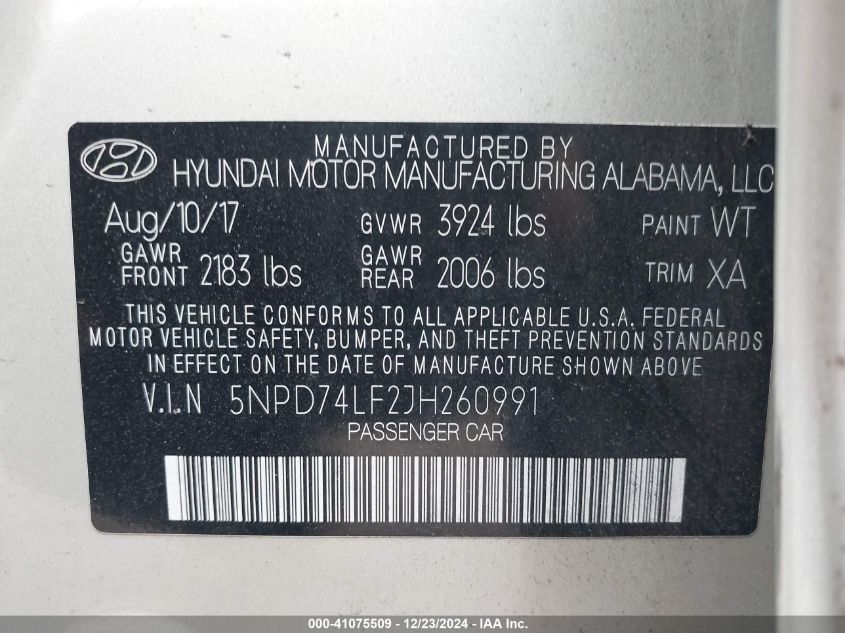 MANUFACTURED BY
HYUNDAI MOTOR MANUFACTURING ALABAMA, LLC
Aug/10/17 GVWR 3924 lbs PAINT WT
GAWR FRONT 2183 lbs GAWR REAR 2006 lbs TRIM XA
THIS VEHICLE CONFORMS TO ALL APPLICABLE U.S.A. FEDERAL
MOTOR VEHICLE SAFETY, BUMPER, AND THEFT PREVENTION STANDARDS
IN EFFECT ON THE DATE OF MANUFACTURE SHOWN ABOVE
V.I.N 5NPD74LF2JH260991
PASSENGER CAR
000-41075509 - 12/23/2024 - IAA Inc.